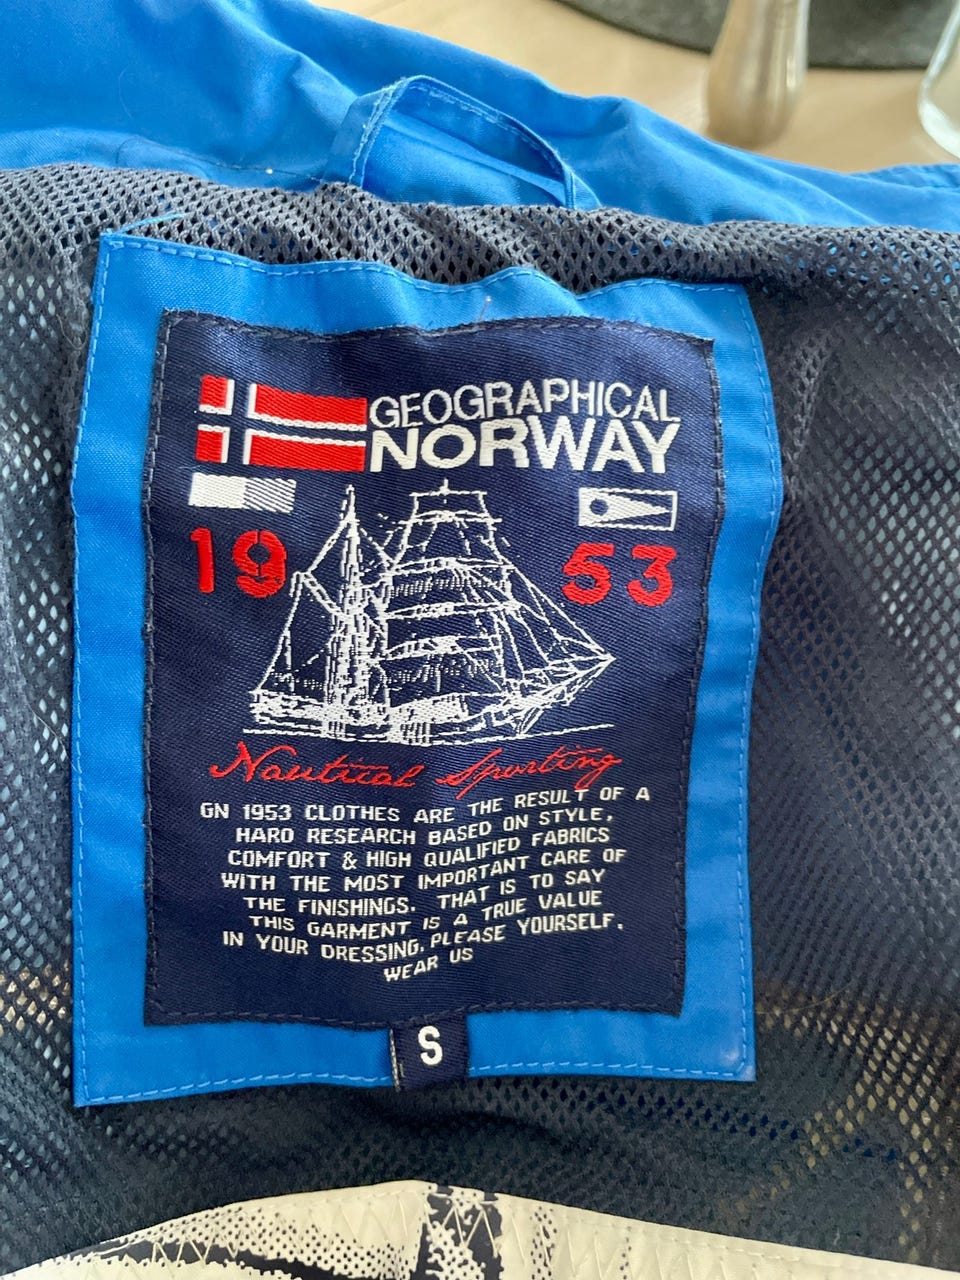 GEOGRAPHICAL
NORWAY
19 53
Nautical Sporting
GN 1953 CLOTHES ARE THE RESULT OF A
HARD RESEARCH BASED ON STYLE,
COMFORT & HIGH QUALIFIED FABRICS
WITH THE MOST IMPORTANT CARE OF
THE FINISHINGS. THAT IS TO SAY
THIS GARMENT IS A TRUE VALUE
IN YOUR DRESSING. PLEASE YOURSELF.
WEAR US
S